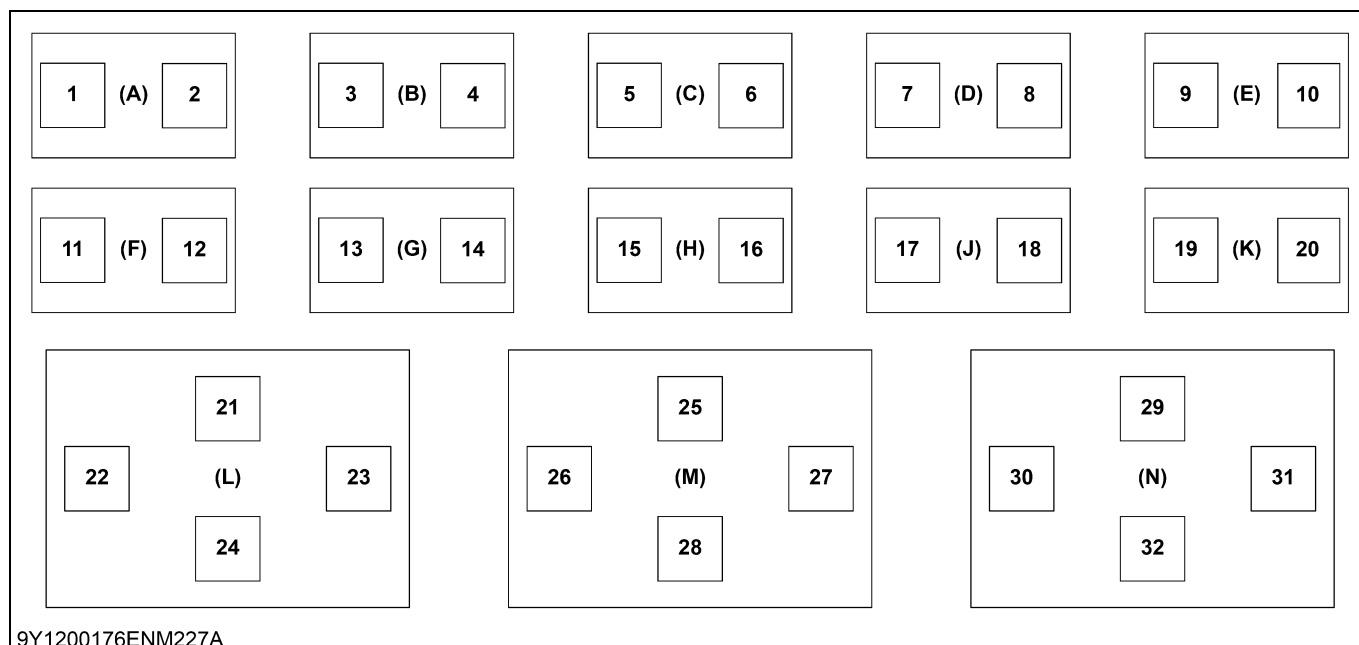 1 (A) 2 3 (B) 4 5 (C) 6 7 (D) 8 9 (E) 10
11 (F) 12 13 (G) 14 15 (H) 16 17 (J) 18 19 (K) 20
21 25 29
22 (L) 23 26 (M) 27 30 (N) 31
24 28 32
9Y1200176ENM227A